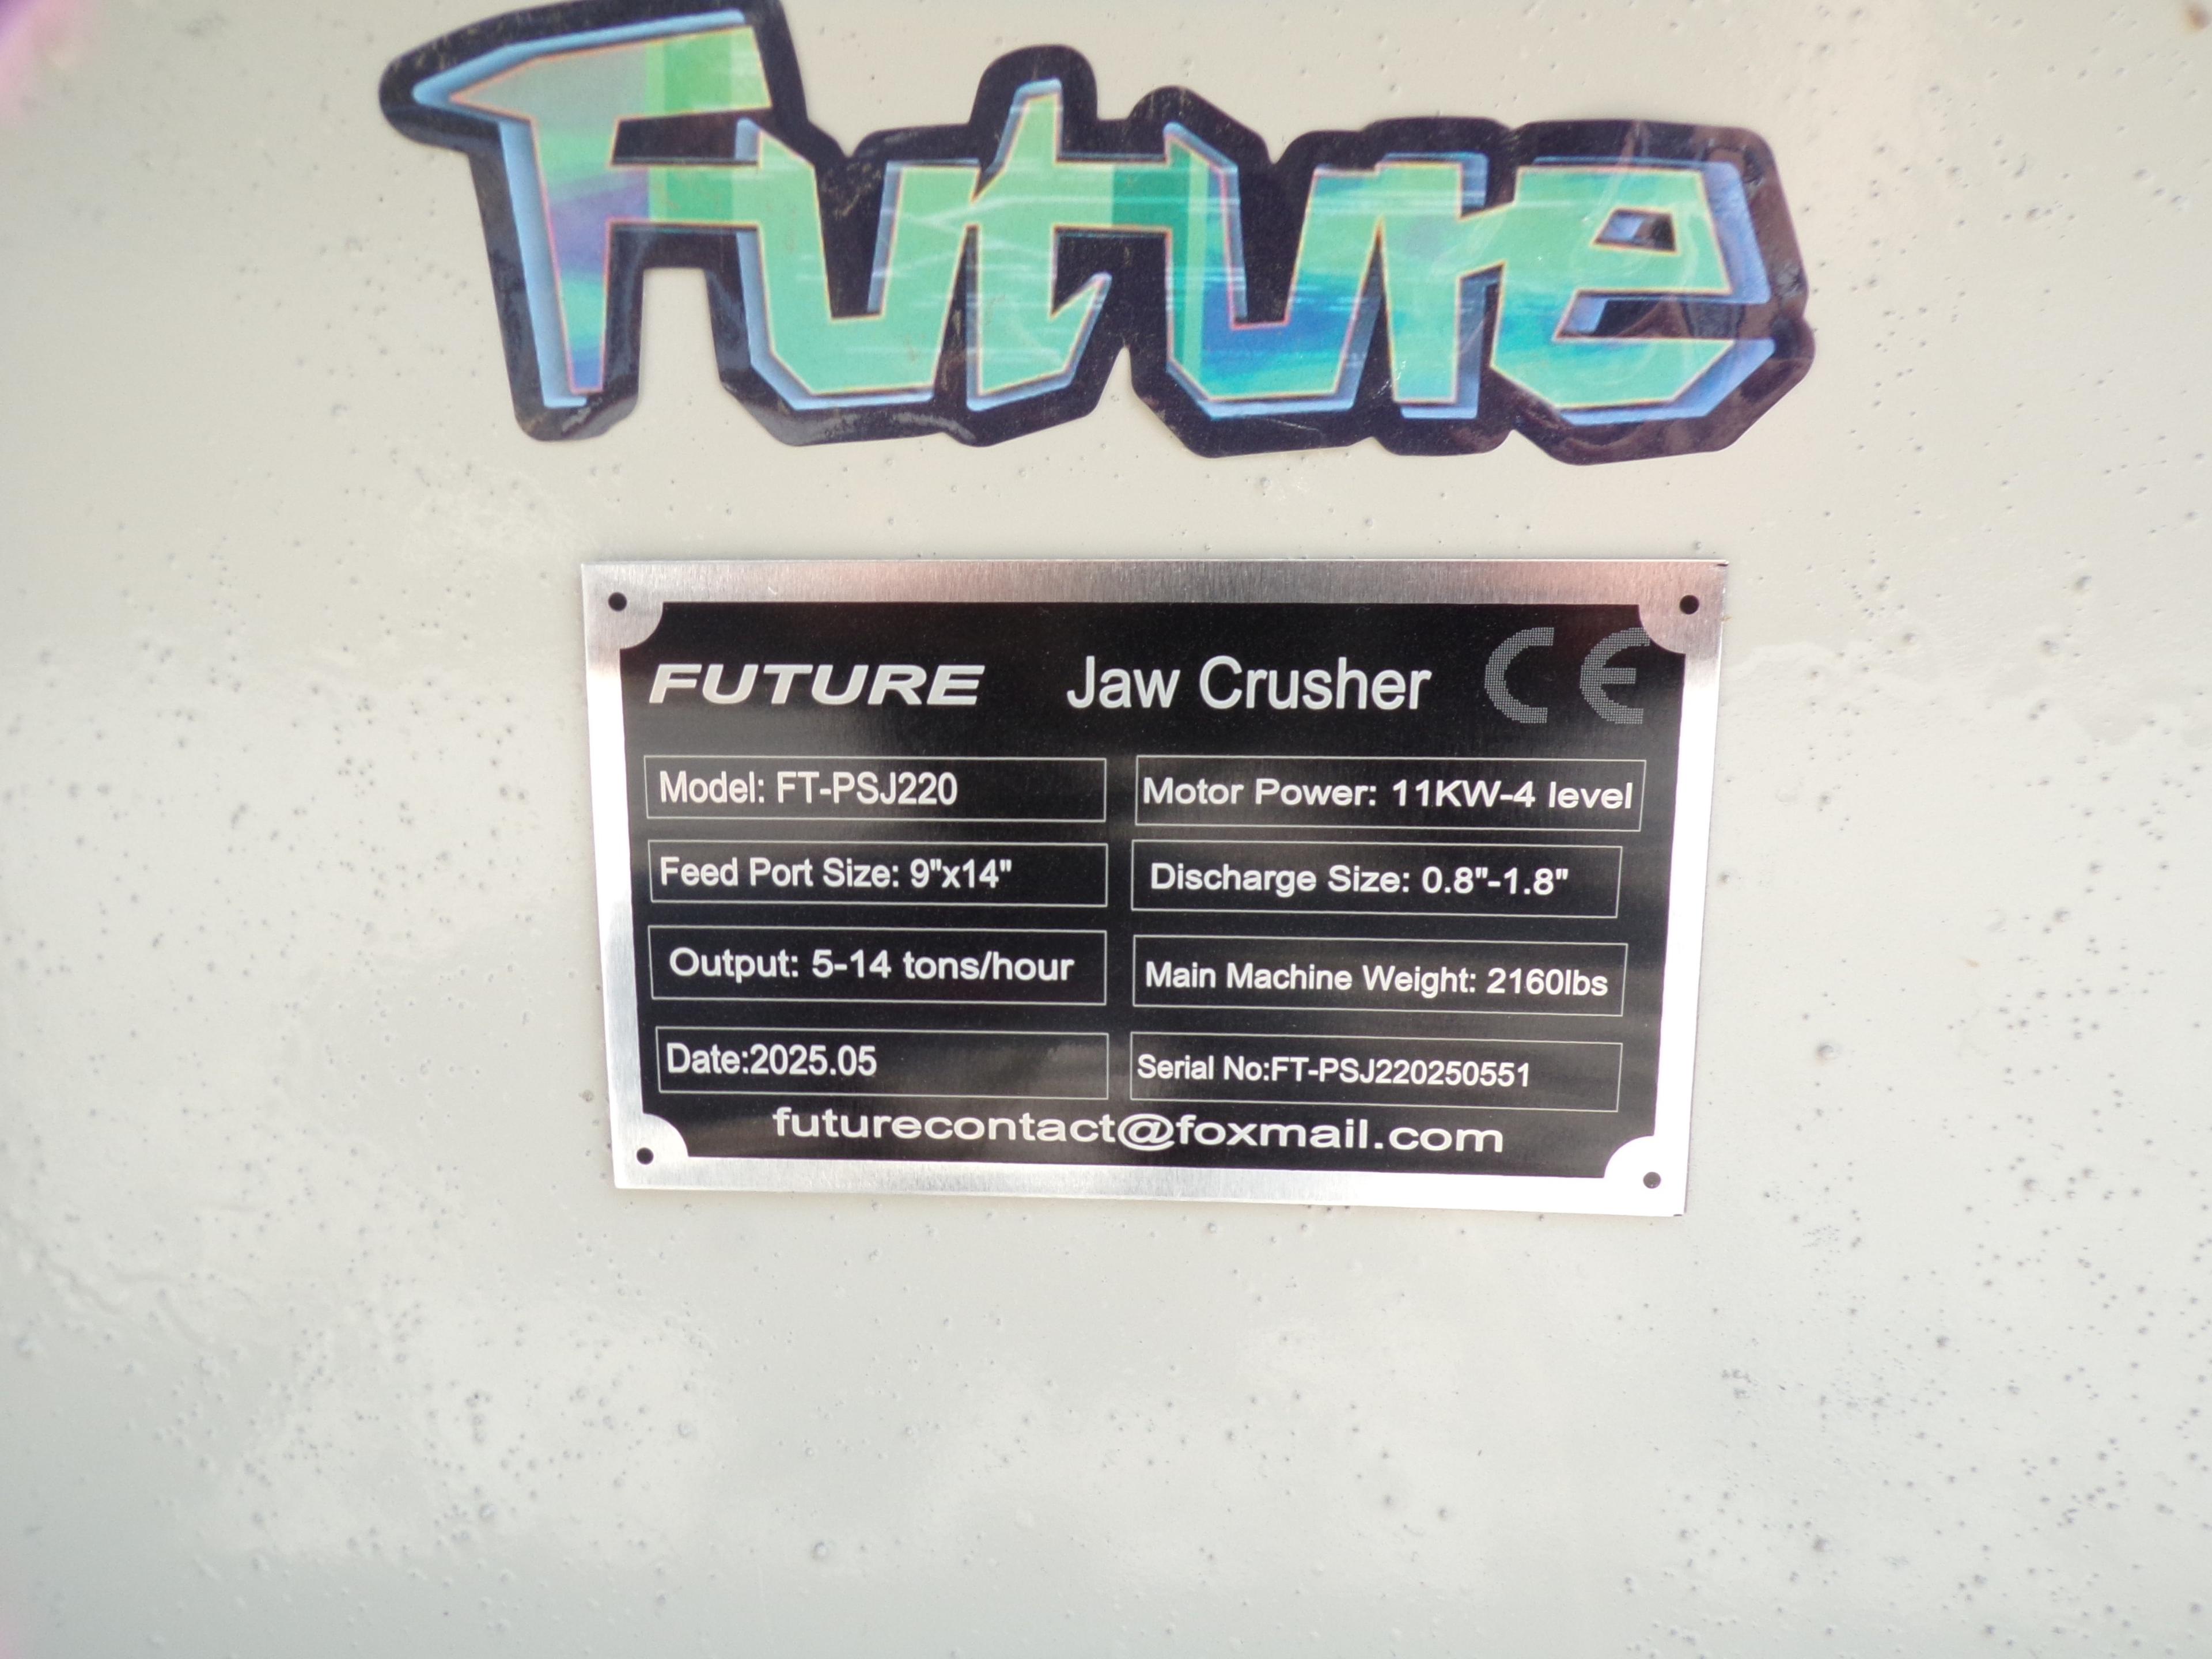 Future
FUTURE Jaw Crusher CE
Model: FT-PSJ220
Motor Power: 11KW-4 level
Feed Port Size: 9"x14"
Discharge Size: 0.8"-1.8"
Output: 5-14 tons/hour
Main Machine Weight: 2160lbs
Date:2025.05
Serial No:FT-PSJ220250551
futurecontact@foxmail.com